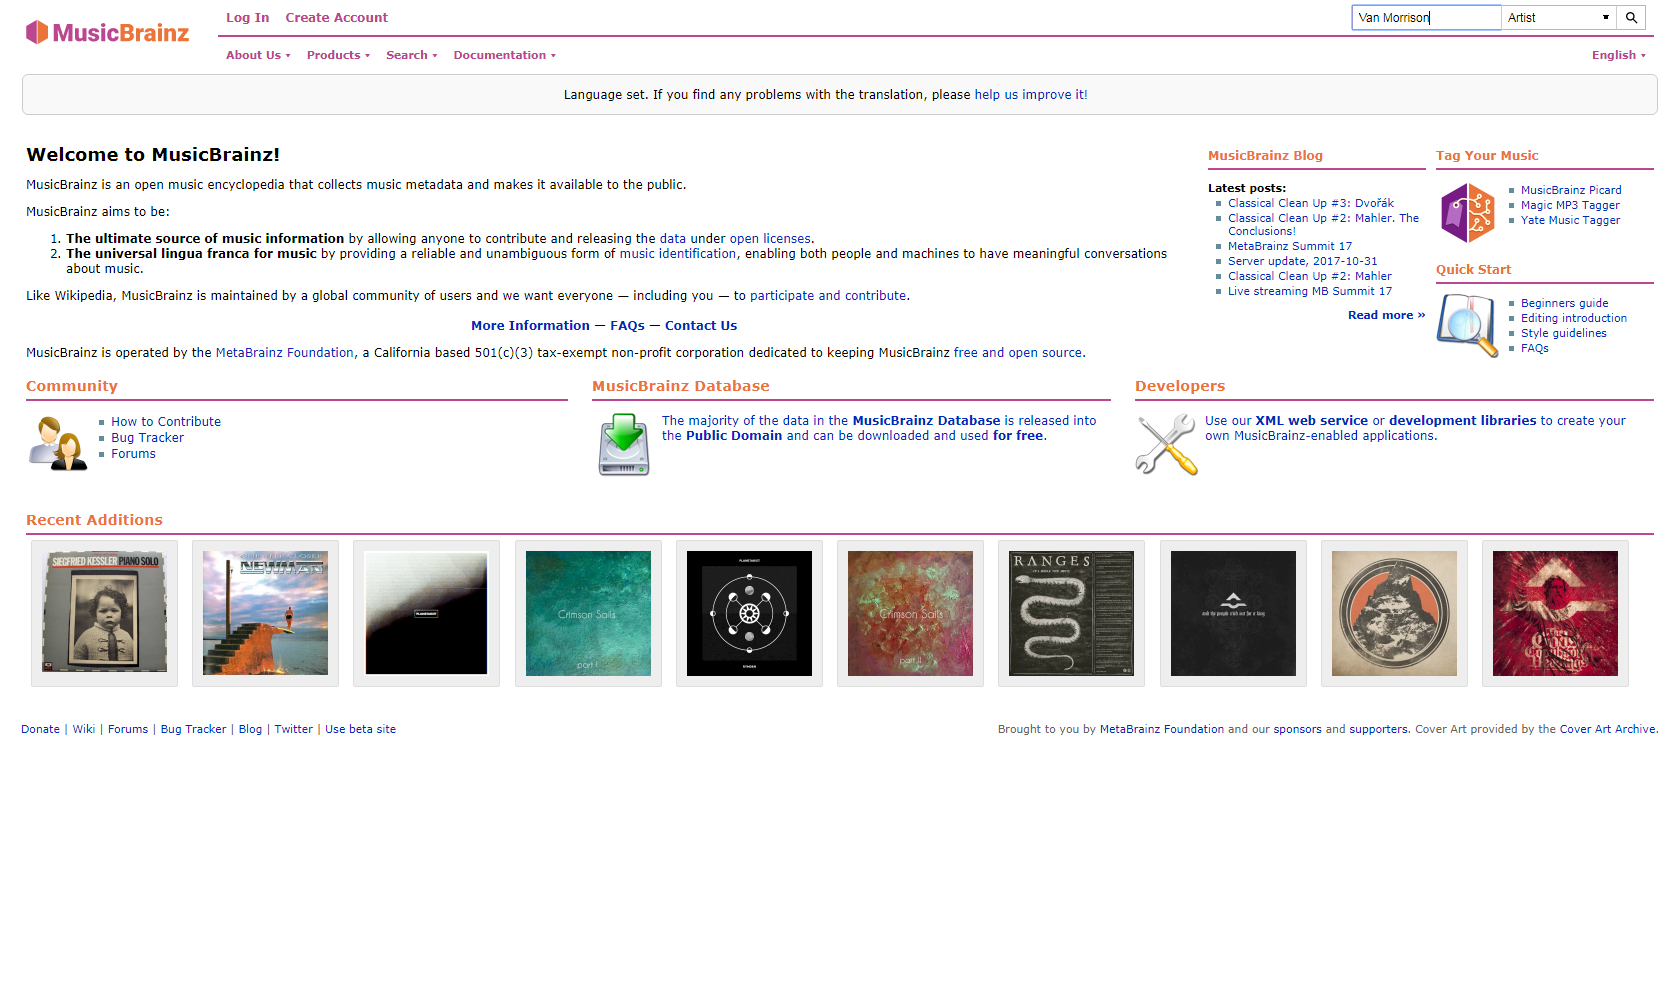 MusicBrainz
Log In Create Account
Van Morrison Artist
About Us Products Search Documentation English
Language set. If you find any problems with the translation, please help us improve it!
Welcome to MusicBrainz!
MusicBrainz is an open music encyclopedia that collects music metadata and makes it available to the public.
MusicBrainz aims to be:
1. The ultimate source of music information by allowing anyone to contribute and releasing the data under open licenses.
2. The universal lingua franca for music by providing a reliable and unambiguous form of music identification, enabling both people and machines to have meaningful conversations
about music.
Like Wikipedia, MusicBrainz is maintained by a global community of users and we want everyone — including you — to participate and contribute.
More Information — FAQs — Contact Us
MusicBrainz is operated by the MetaBrainz Foundation, a California based 501(c)(3) tax-exempt non-profit corporation dedicated to keeping MusicBrainz free and open source.
MusicBrainz Blog
Latest posts:
Classical Clean Up #3: Dvořák
Classical Clean Up #2: Mahler. The
Conclusions!
MetaBrainz Summit 17
Server update, 2017-10-31
Classical Clean Up #2: Mahler
Live streaming MB Summit 17
Read more »
Tag Your Music
MusicBrainz Picard
Magic MP3 Tagger
Yate Music Tagger
Quick Start
Beginners guide
Editing introduction
Style guidelines
FAQs
Community
How to Contribute
Bug Tracker
Forums
MusicBrainz Database
The majority of the data in the MusicBrainz Database is released into
the Public Domain and can be downloaded and used for free.
Developers
Use our XML web service or development libraries to create your
own MusicBrainz-enabled applications.
Recent Additions
SIEGFRIED KESSLER PIANO SOLO
NEWMAN
PLANETARIST
Crimson Sails
part I
PLANETARIST
Crimson Sails
part II
RANGES
and the people wish not for a king
Donate | Wiki | Forums | Bug Tracker | Blog | Twitter | Use beta site
Brought to you by MetaBrainz Foundation and our sponsors and supporters. Cover Art provided by the Cover Art Archive.